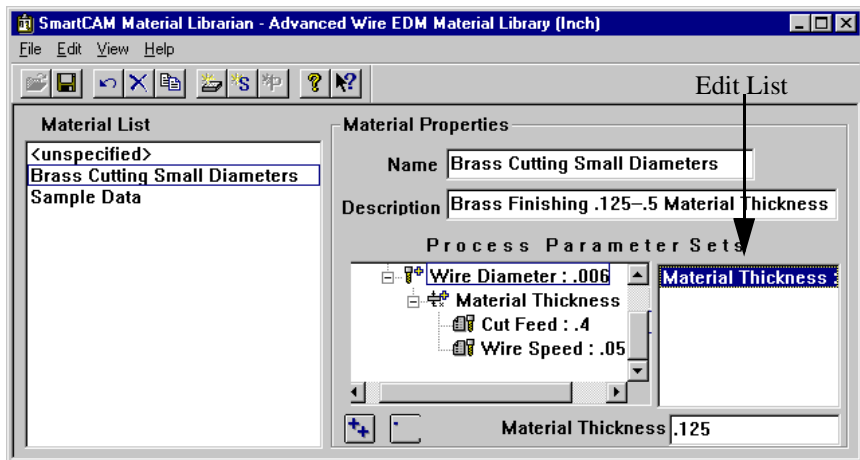 SmartCAM Material Librarian - Advanced Wire EDM Material Library (Inch)
File Edit View Help
Edit List
Material List
<unspecified>
Brass Cutting Small Diameters
Sample Data
Material Properties
Name Brass Cutting Small Diameters
Description Brass Finishing .125–.5 Material Thickness
Process Parameter Sets
Wire Diameter : .006
Material Thickness
Cut Feed : .4
Wire Speed : .05
Material Thickness :
Material Thickness .125